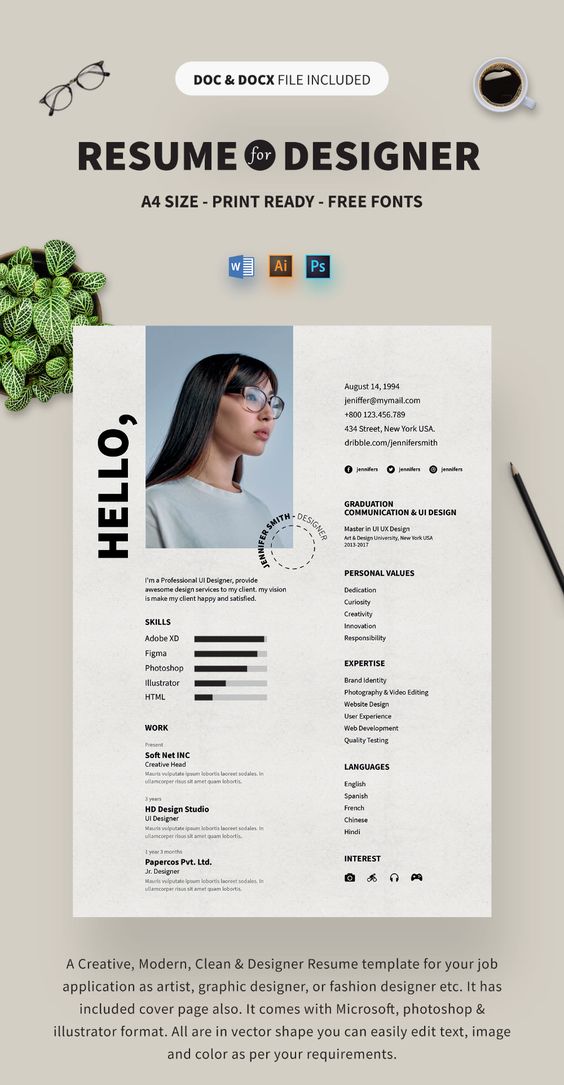 DOC & DOCX FILE INCLUDED
RESUME for DESIGNER
A4 SIZE - PRINT READY - FREE FONTS
W Ai Ps
HELLO,
JENNIFER SMITH - DESIGNER
I'm a Professional UI Designer, provide
awesome design services to my client. my vision
is make my client happy and satisfied.
SKILLS
Adobe XD
Figma
Photoshop
Illustrator
HTML
WORK
Present
Soft Net INC
Creative Head
Mauris vulputate ipsum lobortis laoreet sodales. In
ullamcorper risus sit amet quam lobortis.
3 years
HD Design Studio
UI Designer
Mauris vulputate ipsum lobortis laoreet sodales. In
ullamcorper risus sit amet quam lobortis.
1 year 3 months
Papercos Pvt. Ltd.
Jr. Designer
Mauris vulputate ipsum lobortis laoreet sodales. In
ullamcorper risus sit amet quam lobortis.
August 14, 1994
jeniffer@mymail.com
+800 123.456.789
434 Street, New York USA.
dribble.com/jennifersmith
jennifers jennifers jennifers
GRADUATION
COMMUNICATION & UI DESIGN
Master in UI UX Design
Art & Design University, New York USA
2013-2017
PERSONAL VALUES
Dedication
Curiosity
Creativity
Innovation
Responsibility
EXPERTISE
Brand Identity
Photography & Video Editing
Website Design
User Experience
Web Development
Quality Testing
LANGUAGES
English
Spanish
French
Chinese
Hindi
INTEREST
A Creative, Modern, Clean & Designer Resume template for your job
application as artist, graphic designer, or fashion designer etc. It has
included cover page also. It comes with Microsoft, photoshop &
illustrator format. All are in vector shape you can easily edit text, image
and color as per your requirements.